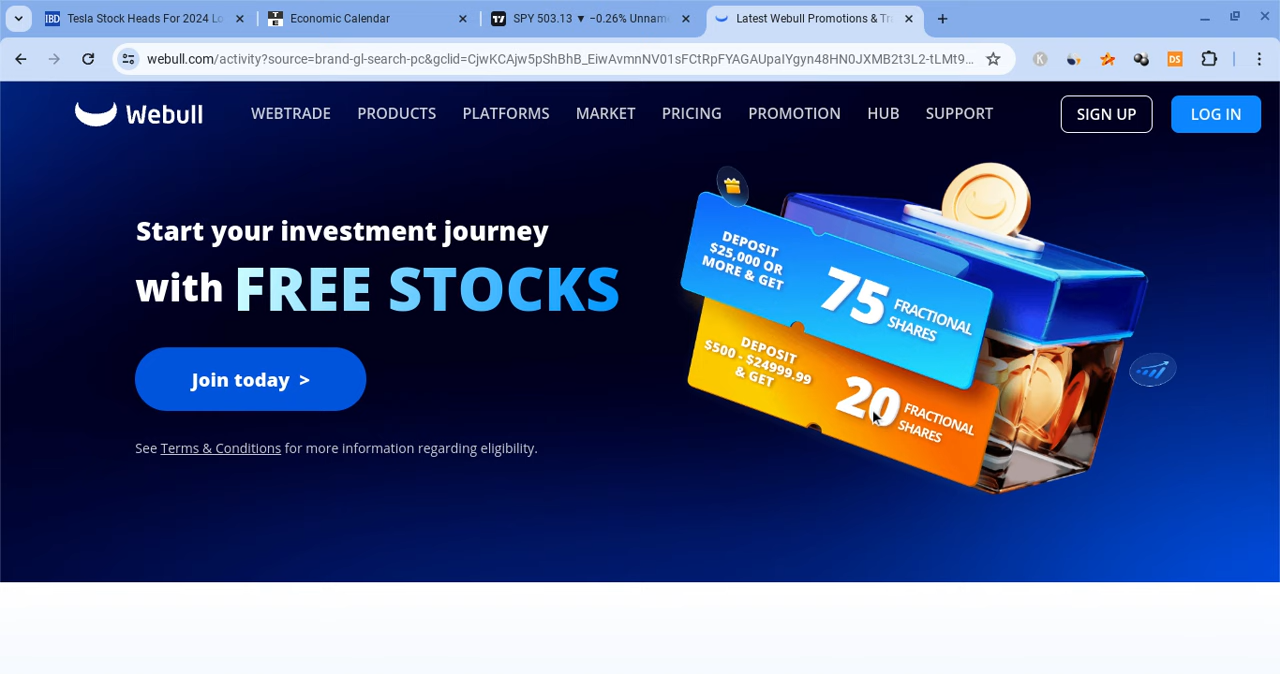 IBD Tesla Stock Heads For 2024 Lo
Economic Calendar
SPY 503.13 ▼ −0.26% Unnam
Latest Webull Promotions & Tra
webull.com/activity?source=brand-gl-search-pc&gclid=CjwKCAjw5pShBhB_EiwAvmnNV01sFCtRpFYAGAUpaIYgyn48HN0JXMB2t3L2-tLMt9…
K
DS
Webull
WEBTRADE PRODUCTS PLATFORMS MARKET PRICING PROMOTION HUB SUPPORT
SIGN UP
LOG IN
Start your investment journey
with FREE STOCKS
Join today >
See Terms & Conditions for more information regarding eligibility.
DEPOSIT
$25,000 OR
MORE & GET
75 FRACTIONAL
SHARES
DEPOSIT
$500 - $24999.99
& GET
20 FRACTIONAL
SHARES